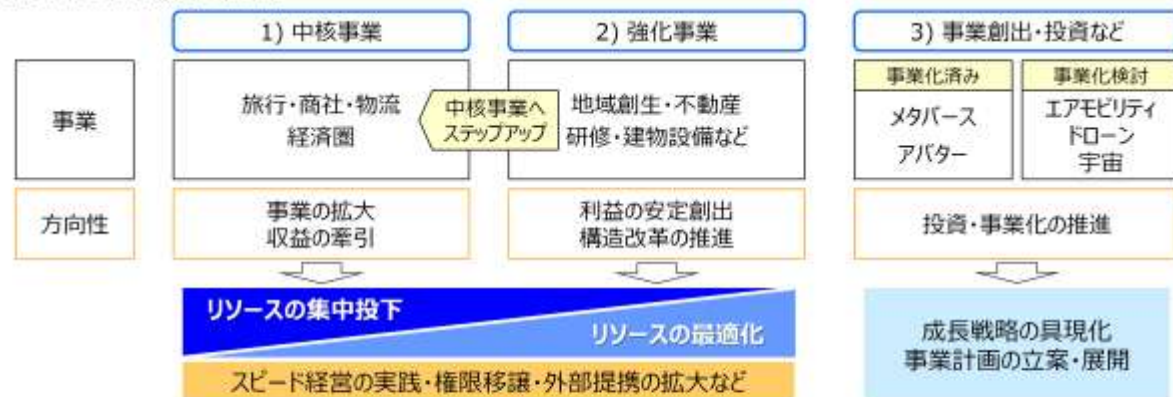 1) 中核事業
2) 強化事業
3) 事業創出・投資など
事業
旅行・商社・物流
経済圏
中核事業へ
ステップアップ
地域創生・不動産
研修・建物設備など
事業化済み
メタバース
アバター
事業化検討
エアモビリティ
ドローン
宇宙
方向性
事業の拡大
収益の牽引
利益の安定創出
構造改革の推進
投資・事業化の推進
リソースの集中投下
リソースの最適化
スピード経営の実践・権限移譲・外部提携の拡大など
成長戦略の具現化
事業計画の立案・展開